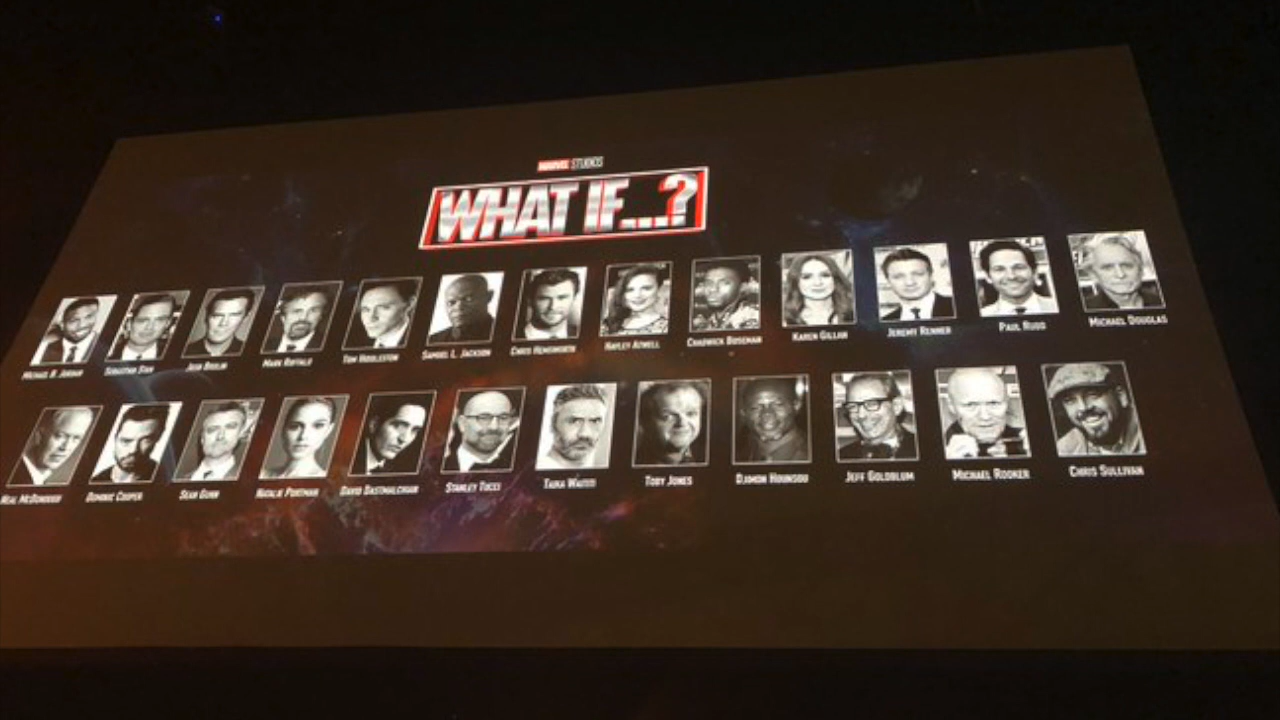 MARVEL STUDIOS
WHAT IF...?
MICHAEL B. JORDAN
SEBASTIAN STAN
JOSH BROLIN
MARK RUFFALO
TOM HIDDLESTON
SAMUEL L. JACKSON
CHRIS HEMSWORTH
HAYLEY ATWELL
CHADWICK BOSEMAN
KAREN GILLAN
JEREMY RENNER
PAUL RUDD
MICHAEL DOUGLAS
NEAL MCDONOUGH
DOMINIC COOPER
SEAN GUNN
NATALIE PORTMAN
DAVID DASTMALCHIAN
STANLEY TUCCI
TAIKA WAITITI
TOBY JONES
DJIMON HOUNSOU
JEFF GOLDBLUM
MICHAEL ROOKER
CHRIS SULLIVAN